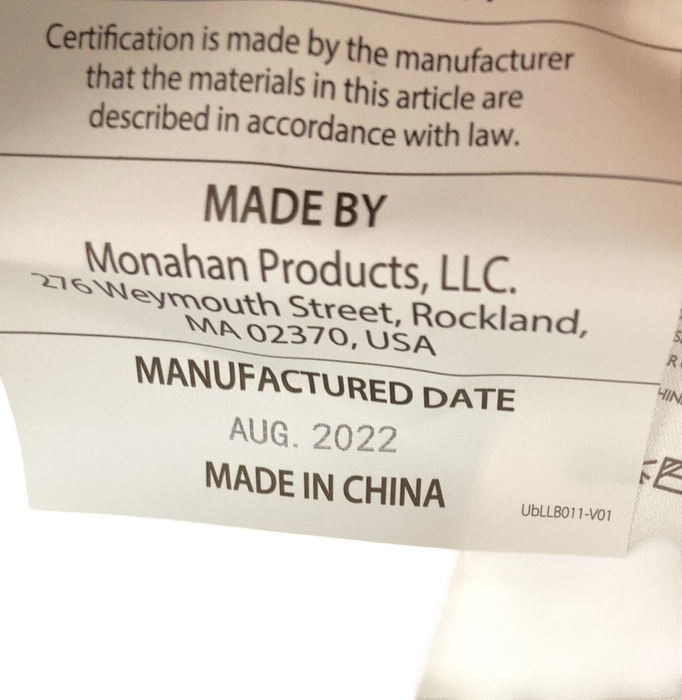 Certification is made by the manufacturer
that the materials in this article are
described in accordance with law.
MADE BY
Monahan Products, LLC.
276 Weymouth Street, Rockland,
MA 02370, USA
MANUFACTURED DATE
AUG. 2022
MADE IN CHINA
UbLLB011-V01